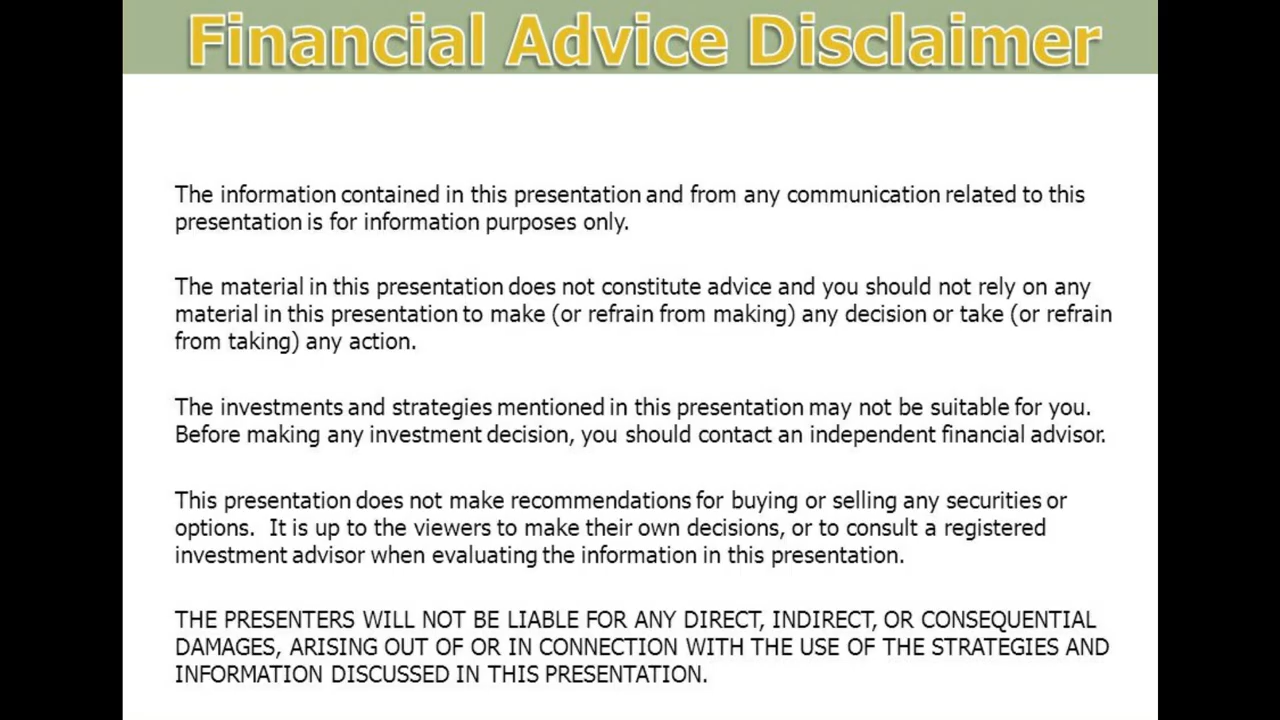 Financial Advice Disclaimer
The information contained in this presentation and from any communication related to this
presentation is for information purposes only.
The material in this presentation does not constitute advice and you should not rely on any
material in this presentation to make (or refrain from making) any decision or take (or refrain
from taking) any action.
The investments and strategies mentioned in this presentation may not be suitable for you.
Before making any investment decision, you should contact an independent financial advisor.
This presentation does not make recommendations for buying or selling any securities or
options.  It is up to the viewers to make their own decisions, or to consult a registered
investment advisor when evaluating the information in this presentation.
THE PRESENTERS WILL NOT BE LIABLE FOR ANY DIRECT, INDIRECT, OR CONSEQUENTIAL
DAMAGES, ARISING OUT OF OR IN CONNECTION WITH THE USE OF THE STRATEGIES AND
INFORMATION DISCUSSED IN THIS PRESENTATION.